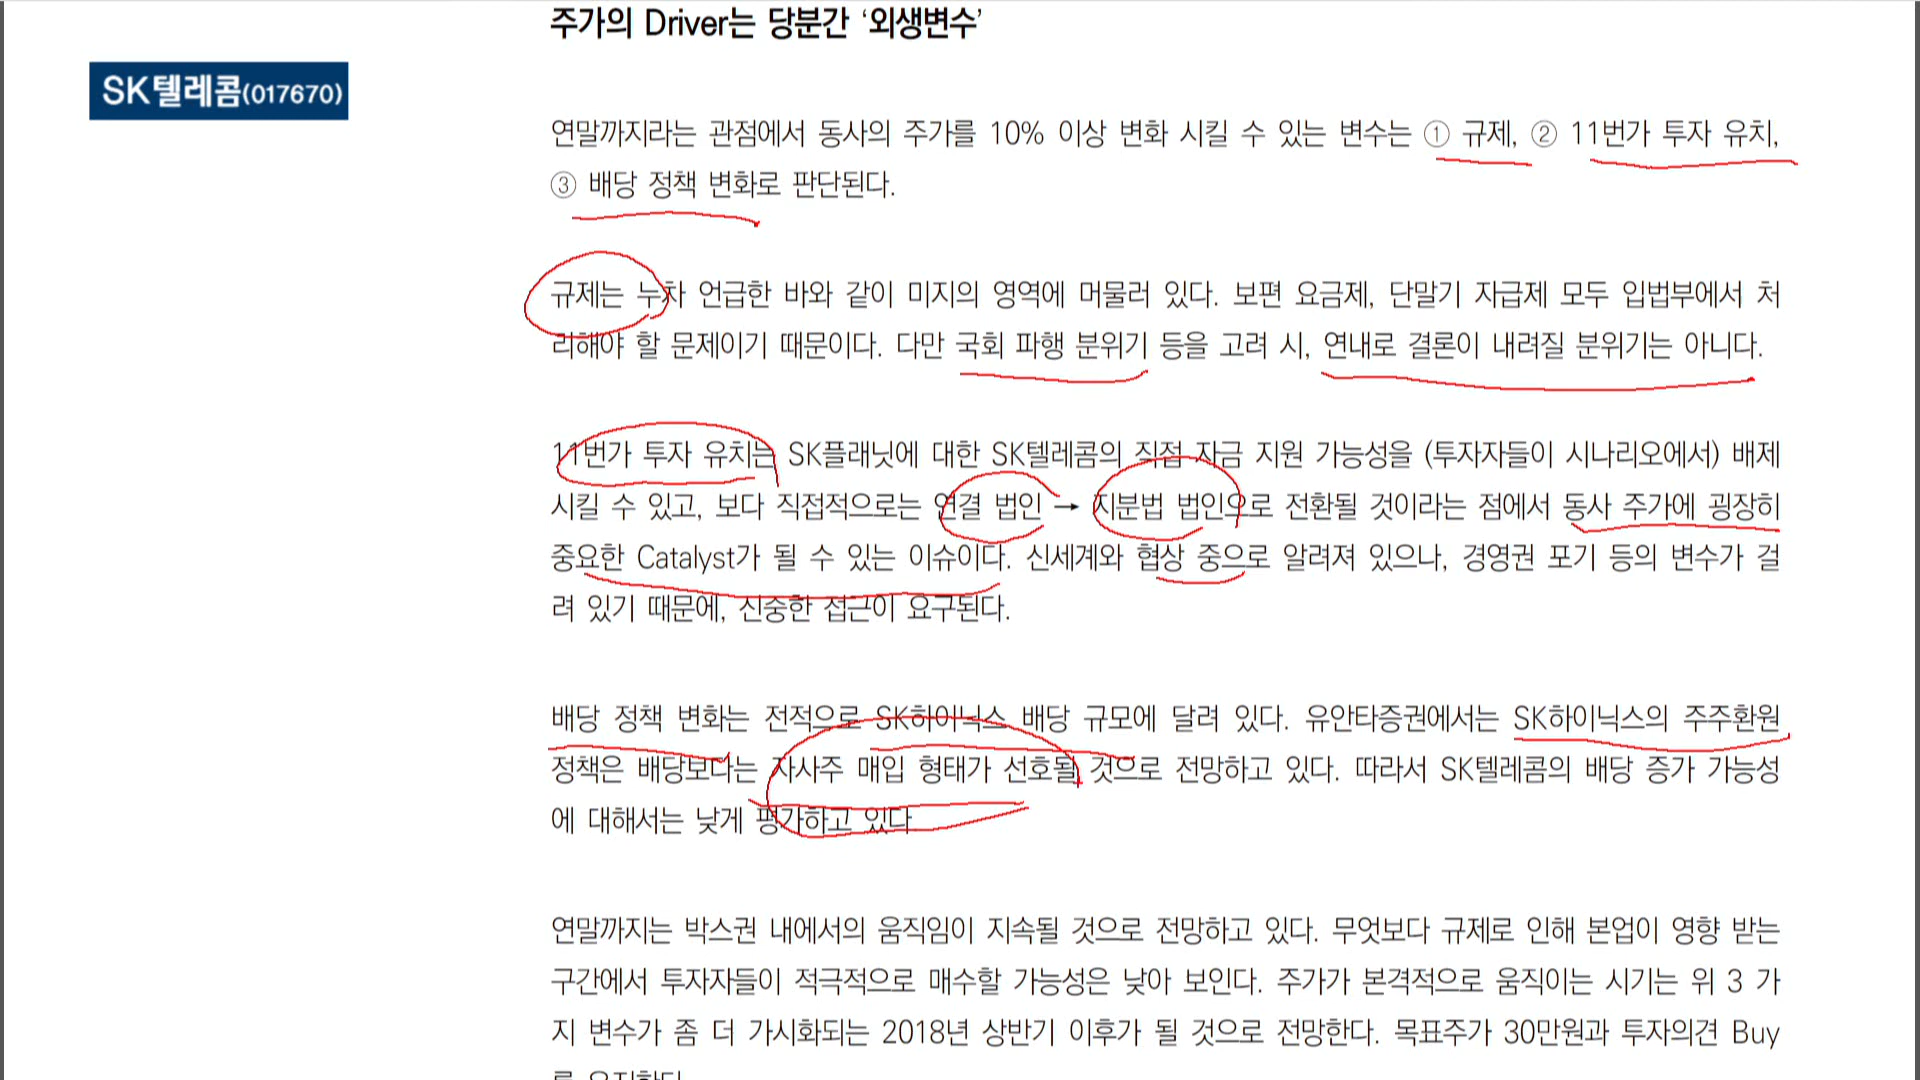 주가의 Driver는 당분간 ‘외생변수’
SK텔레콤(017670)
연말까지라는 관점에서 동사의 주가를 10% 이상 변화 시킬 수 있는 변수는 ① 규제, ② 11번가 투자 유치,
③ 배당 정책 변화로 판단된다.
규제는 누차 언급한 바와 같이 미지의 영역에 머물러 있다. 보편 요금제, 단말기 자급제 모두 입법부에서 처
리해야 할 문제이기 때문이다. 다만 국회 파행 분위기 등을 고려 시, 연내로 결론이 내려질 분위기는 아니다.
11번가 투자 유치는 SK플래닛에 대한 SK텔레콤의 직접 자금 지원 가능성을 (투자자들이 시나리오에서) 배제
시킬 수 있고, 보다 직접적으로는 연결 법인 → 지분법 법인으로 전환될 것이라는 점에서 동사 주가에 굉장히
중요한 Catalyst가 될 수 있는 이슈이다. 신세계와 협상 중으로 알려져 있으나, 경영권 포기 등의 변수가 걸
려 있기 때문에, 신중한 접근이 요구된다.
배당 정책 변화는 전적으로 SK하이닉스 배당 규모에 달려 있다. 유안타증권에서는 SK하이닉스의 주주환원
정책은 배당보다는 자사주 매입 형태가 선호될 것으로 전망하고 있다. 따라서 SK텔레콤의 배당 증가 가능성
에 대해서는 낮게 평가하고 있다
연말까지는 박스권 내에서의 움직임이 지속될 것으로 전망하고 있다. 무엇보다 규제로 인해 본업이 영향 받는
구간에서 투자자들이 적극적으로 매수할 가능성은 낮아 보인다. 주가가 본격적으로 움직이는 시기는 위 3 가
지 변수가 좀 더 가시화되는 2018년 상반기 이후가 될 것으로 전망한다. 목표주가 30만원과 투자의견 Buy